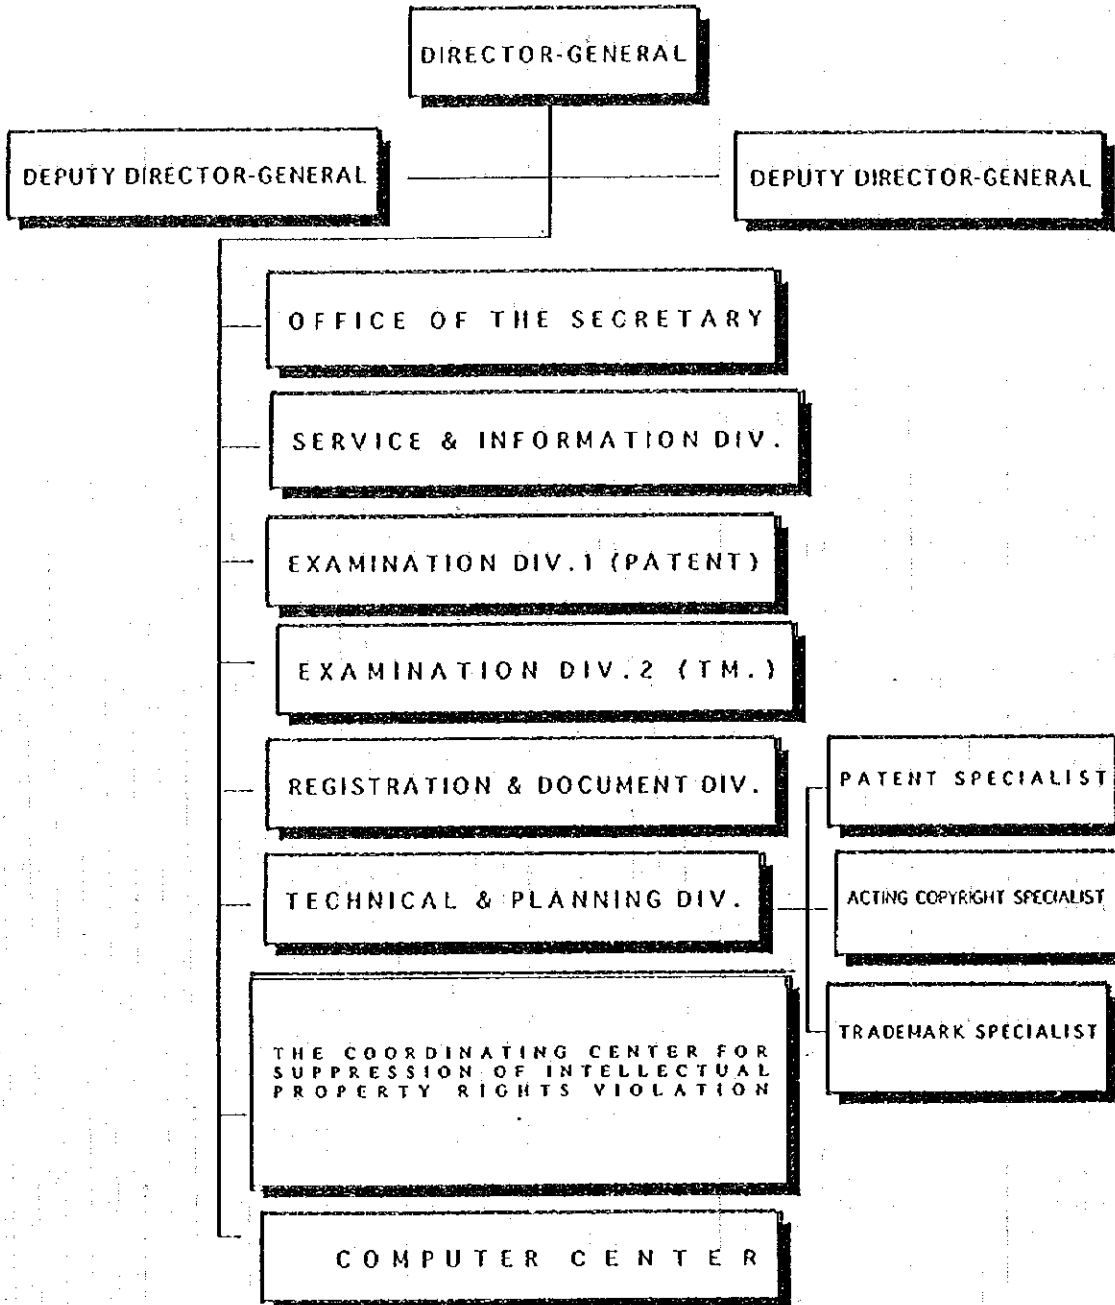 DIRECTOR-GENERAL
DEPUTY DIRECTOR-GENERAL
DEPUTY DIRECTOR-GENERAL
OFFICE OF THE SECRETARY
SERVICE & INFORMATION DIV.
EXAMINATION DIV.1 (PATENT)
EXAMINATION DIV.2 (TM.)
REGISTRATION & DOCUMENT DIV.
PATENT SPECIALIST
TECHNICAL & PLANNING DIV.
ACTING COPYRIGHT SPECIALIST
TRADEMARK SPECIALIST
THE COORDINATING CENTER FOR
SUPPRESSION OF INTELLECTUAL
PROPERTY RIGHTS VIOLATION
COMPUTER CENTER